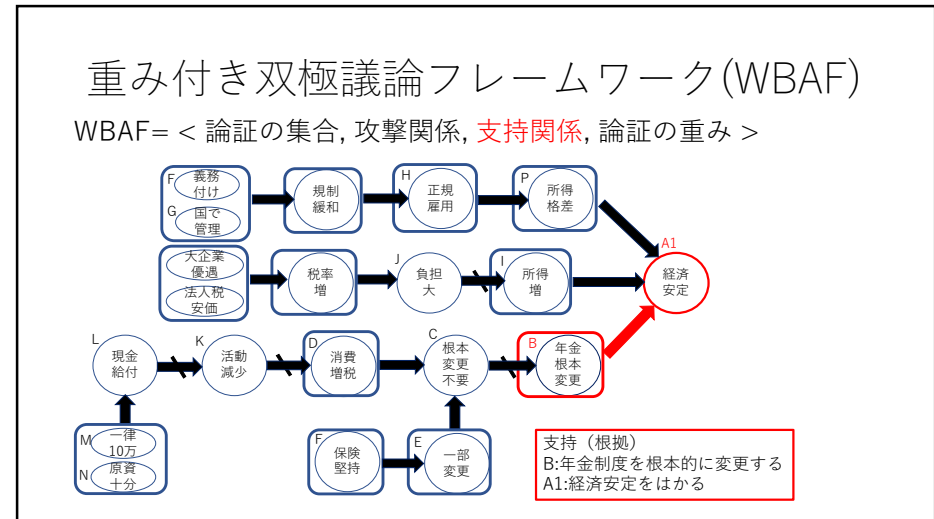 重み付き双極議論フレームワーク(WBAF)
WBAF= < 論証の集合, 攻撃関係, 支持関係, 論証の重み >
F
義務
付け
G
国で
管理
規制
緩和
H
正規
雇用
P
所得
格差
A1
経済
安定
大企業
優遇
法人税
安価
税率
増
J
負担
大
I
所得
増
L
現金
給付
K
活動
減少
D
消費
増税
C
根本
変更
不要
B
年金
根本
変更
M
一律
10万
N
原資
十分
F
保険
堅持
E
一部
変更
支持（根拠）
B:年金制度を根本的に変更する
A1:経済安定をはかる